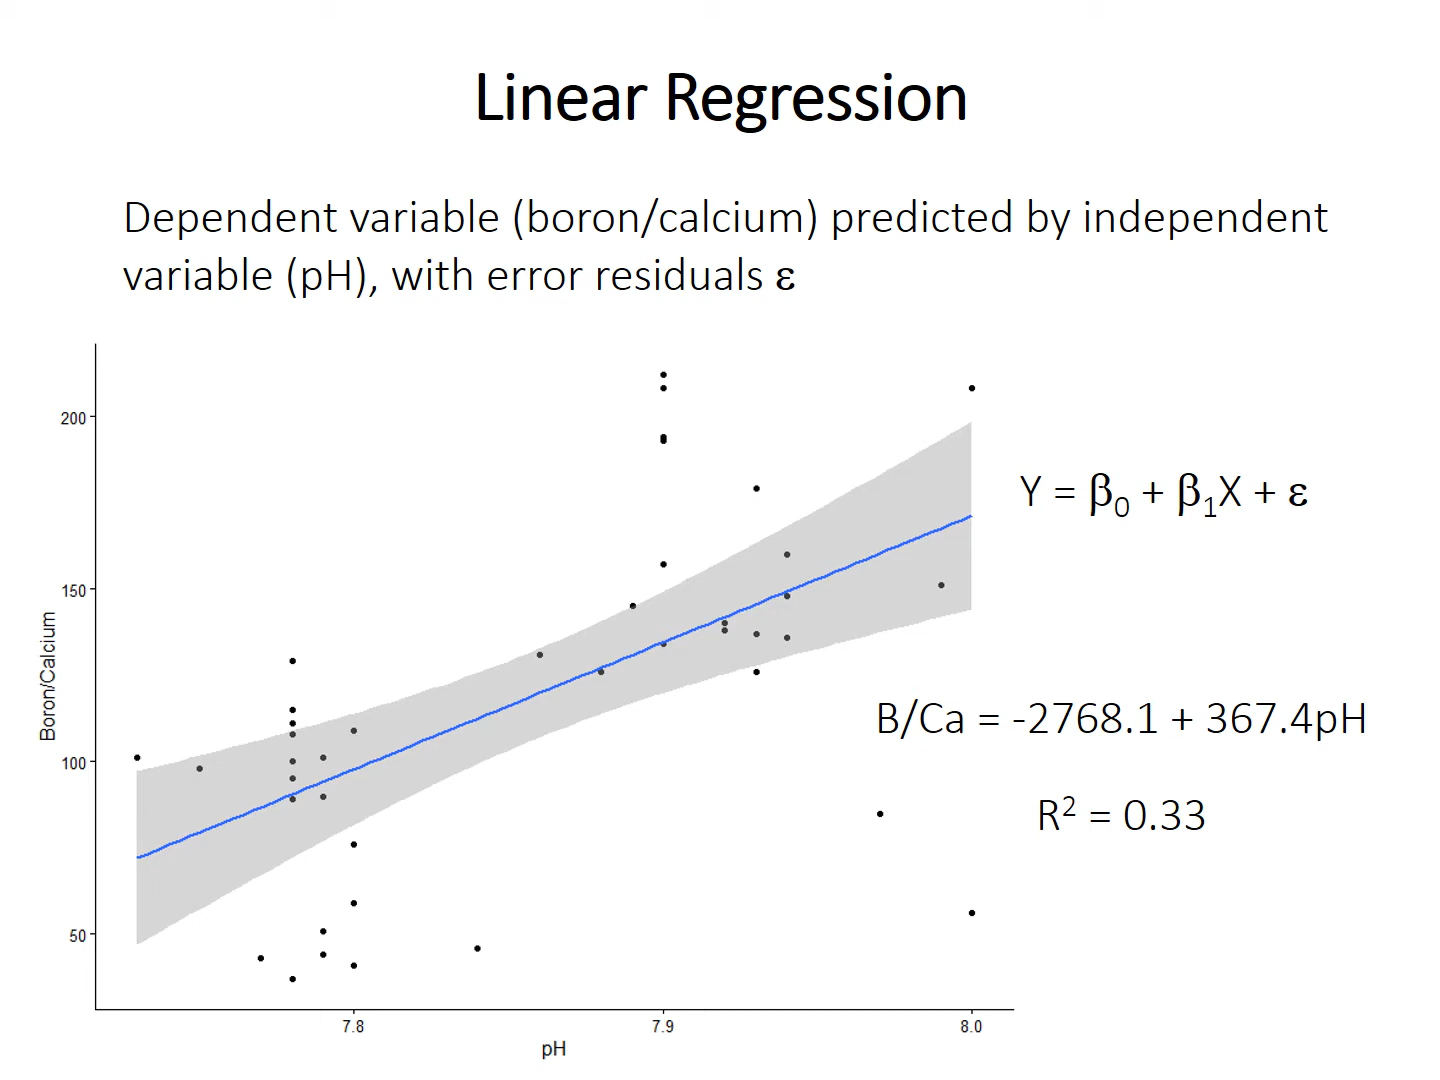 Linear Regression
Dependent variable (boron/calcium) predicted by independent
variable (pH), with error residuals ε
200
150
100
50
Boron/Calcium
7.8
7.9
8.0
pH
Y = β₀ + β₁X + ε
B/Ca = -2768.1 + 367.4pH
R² = 0.33